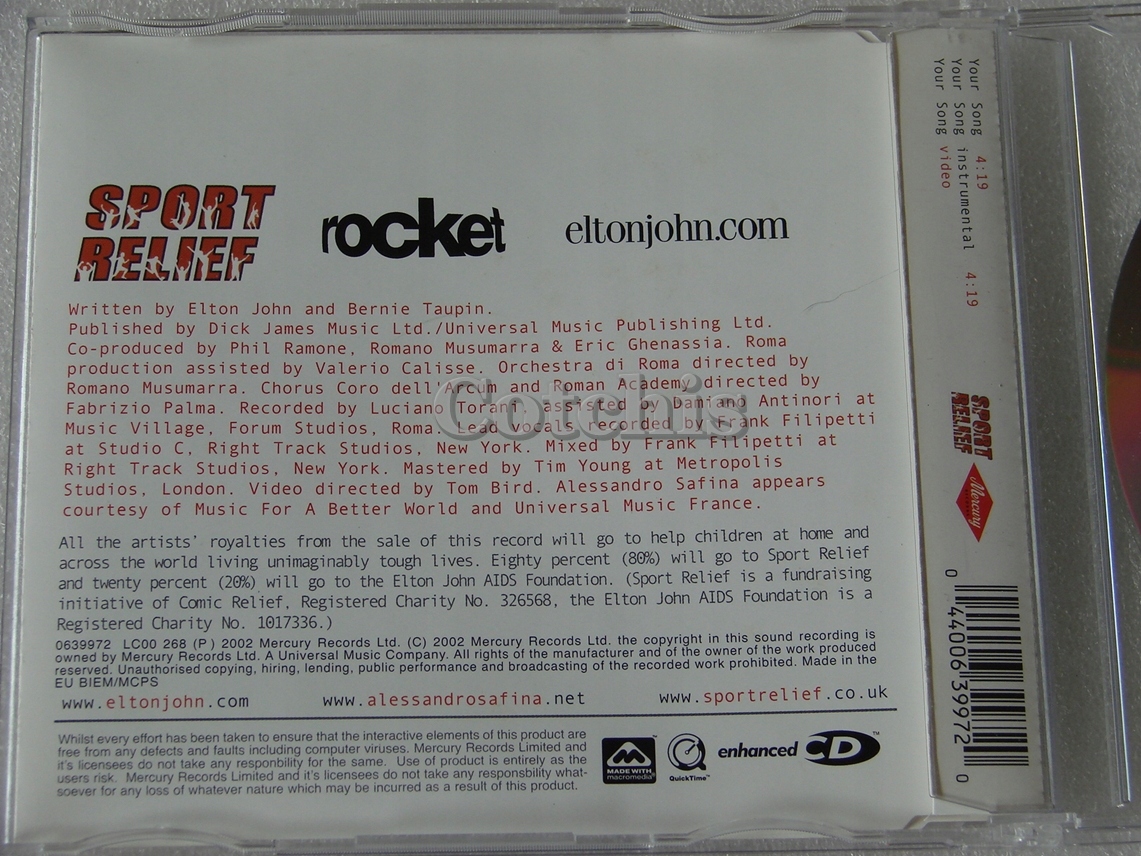 SPORT
RELIEF
rocket
eltonjohn.com
Written by Elton John and Bernie Taupin.
Published by Dick James Music Ltd./Universal Music Publishing Ltd.
Co-produced by Phil Ramone, Romano Musumarra & Eric Ghenassia. Roma
production assisted by Valerio Calisse. Orchestra di Roma directed by
Romano Musumarra. Chorus Coro dell'Arcum and Roman Academy directed by
Fabrizio Palma. Recorded by Luciano Torani, assisted by Damiano Antinori at
Music Village, Forum Studios, Roma. Lead vocals recorded by Frank Filipetti
at Studio C, Right Track Studios, New York. Mixed by Frank Filipetti at
Right Track Studios, New York. Mastered by Tim Young at Metropolis
Studios, London. Video directed by Tom Bird. Alessandro Safina appears
courtesy of Music For A Better World and Universal Music France.
Cotchis
All the artists' royalties from the sale of this record will go to help children at home and
across the world living unimaginably tough lives. Eighty percent (80%) will go to Sport Relief
and twenty percent (20%) will go to the Elton John AIDS Foundation. (Sport Relief is a fundraising
initiative of Comic Relief, Registered Charity No. 326568, the Elton John AIDS Foundation is a
Registered Charity No. 1017336.)
0639972 LC00 268 (P) 2002 Mercury Records Ltd. (C) 2002 Mercury Records Ltd. the copyright in this sound recording is
owned by Mercury Records Ltd. A Universal Music Company. All rights of the manufacturer and of the owner of the work produced
reserved. Unauthorised copying, hiring, lending, public performance and broadcasting of the recorded work prohibited. Made in the
EU BIEM/MCPS
www.eltonjohn.com www.alessandrosafina.net www.sportrelief.co.uk
Whilst every effort has been taken to ensure that the interactive elements of this product are
free from any defects and faults including computer viruses. Mercury Records Limited and
it's licensees do not take any responbility for the same. Use of product is entirely as the
users risk. Mercury Records Limited and it's licensees do not take any responsbility what-
soever for any loss of whatever nature which may be incurred as a result of this product.
MADE WITH
macromedia
QuickTime™
enhanced CD™
Your Song 4:19
Your Song instrumental 4:19
Your Song video
SPORT
RELIEF
Mercury
0 44006 39972 0